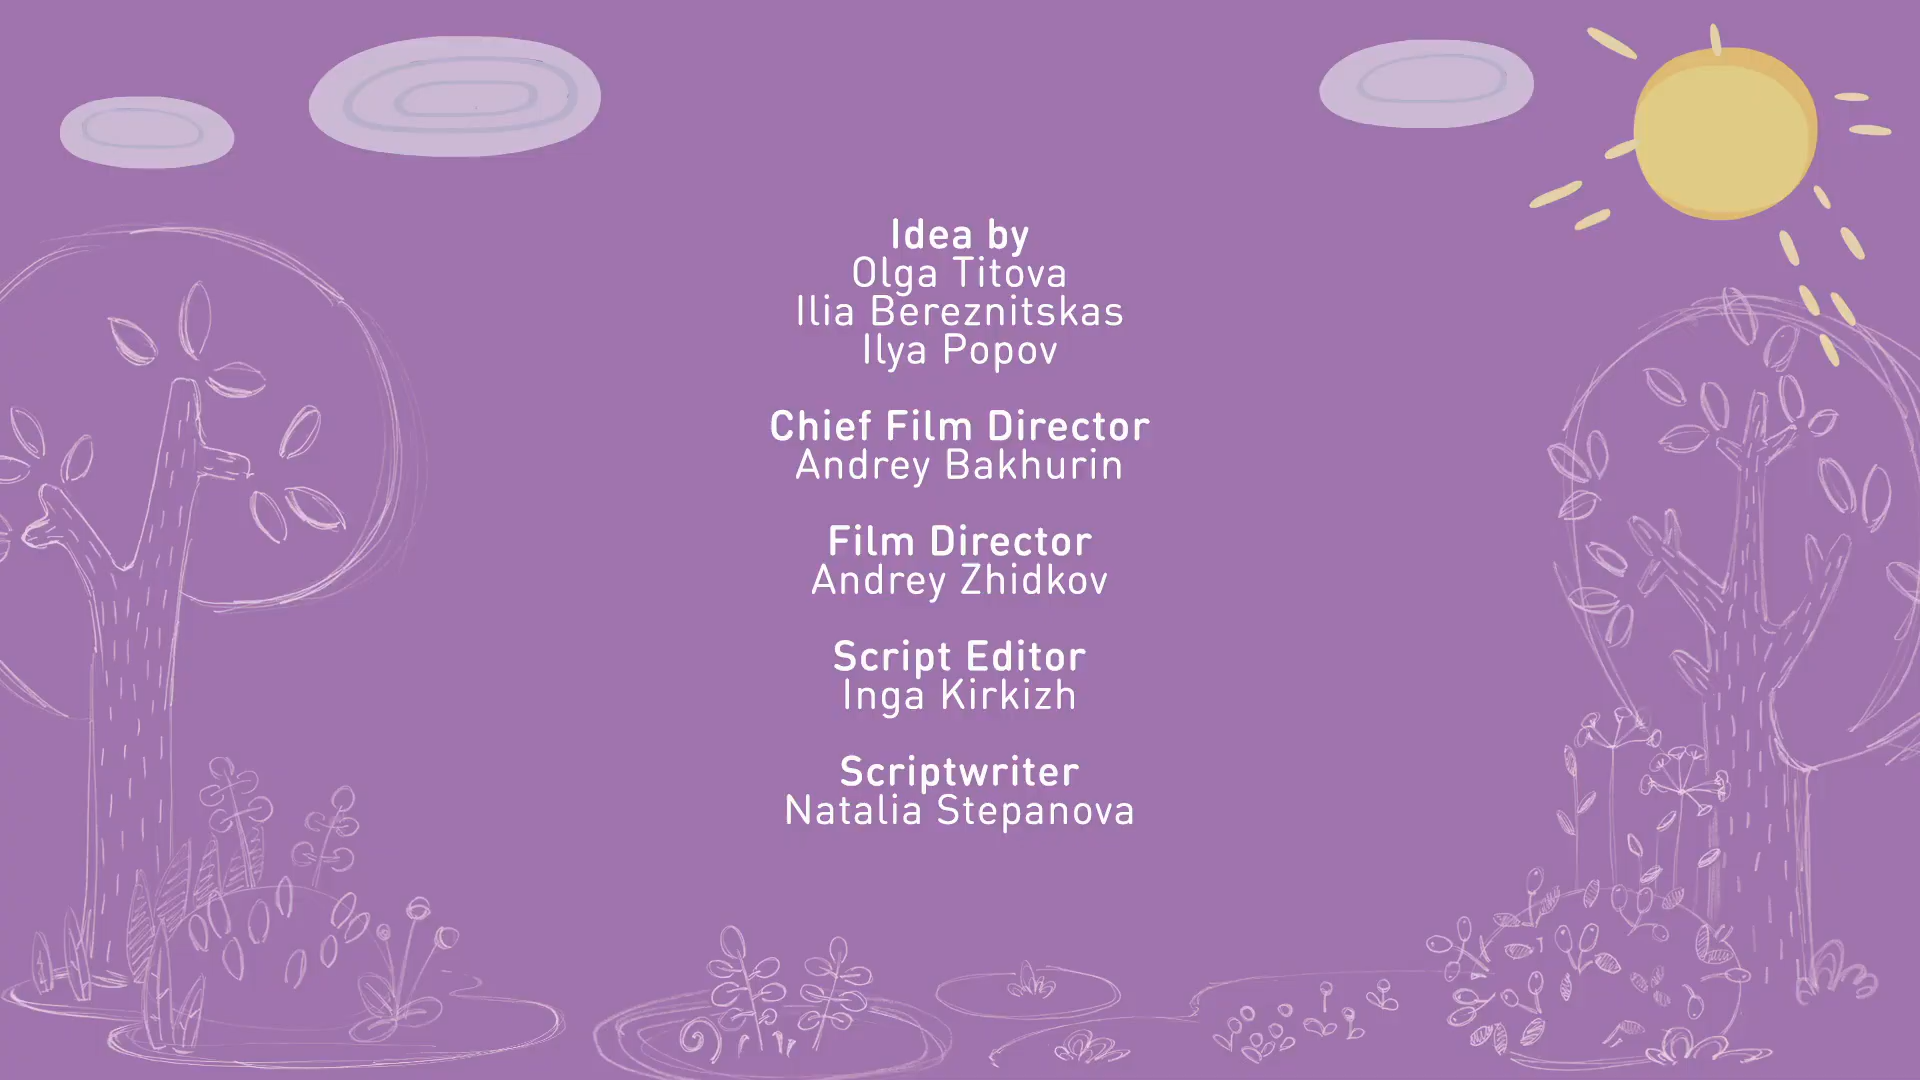 Idea by
Olga Titova
Ilia Bereznitskas
Ilya Popov
Chief Film Director
Andrey Bakhurin
Film Director
Andrey Zhidkov
Script Editor
Inga Kirkizh
Scriptwriter
Natalia Stepanova